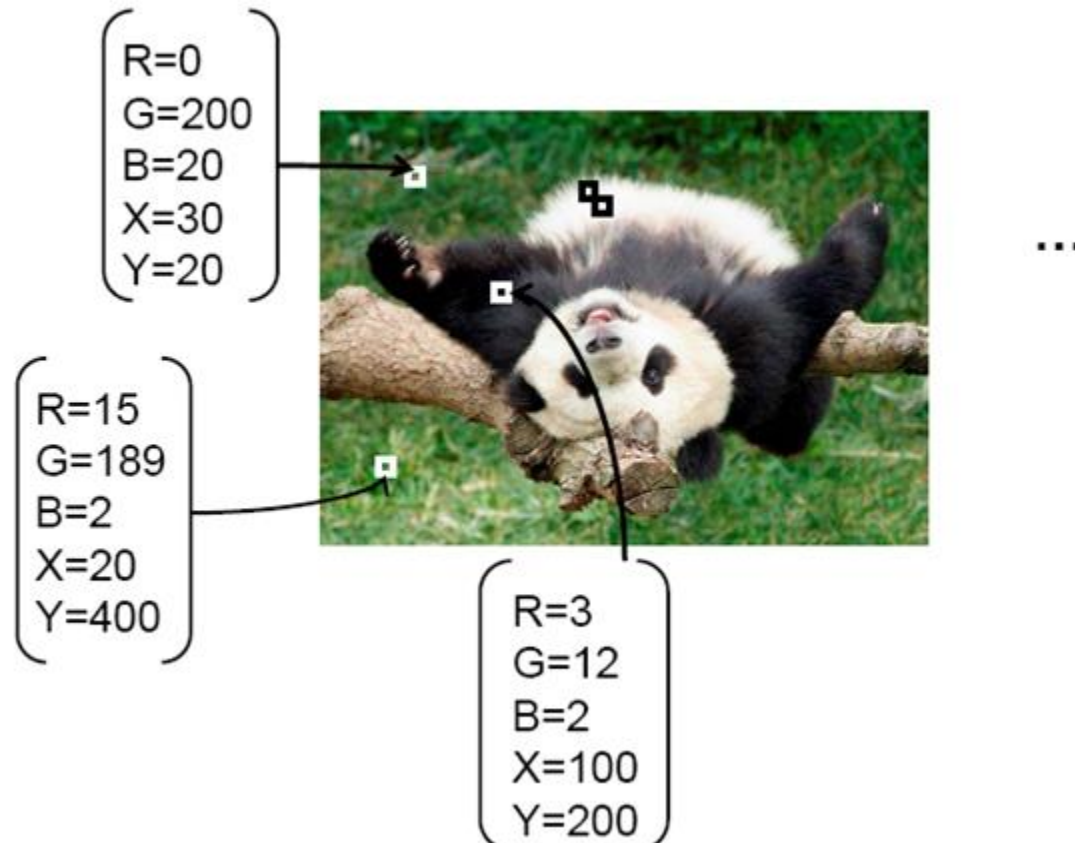 R=0
G=200
B=20
X=30
Y=20
...
R=15
G=189
B=2
X=20
Y=400
R=3
G=12
B=2
X=100
Y=200